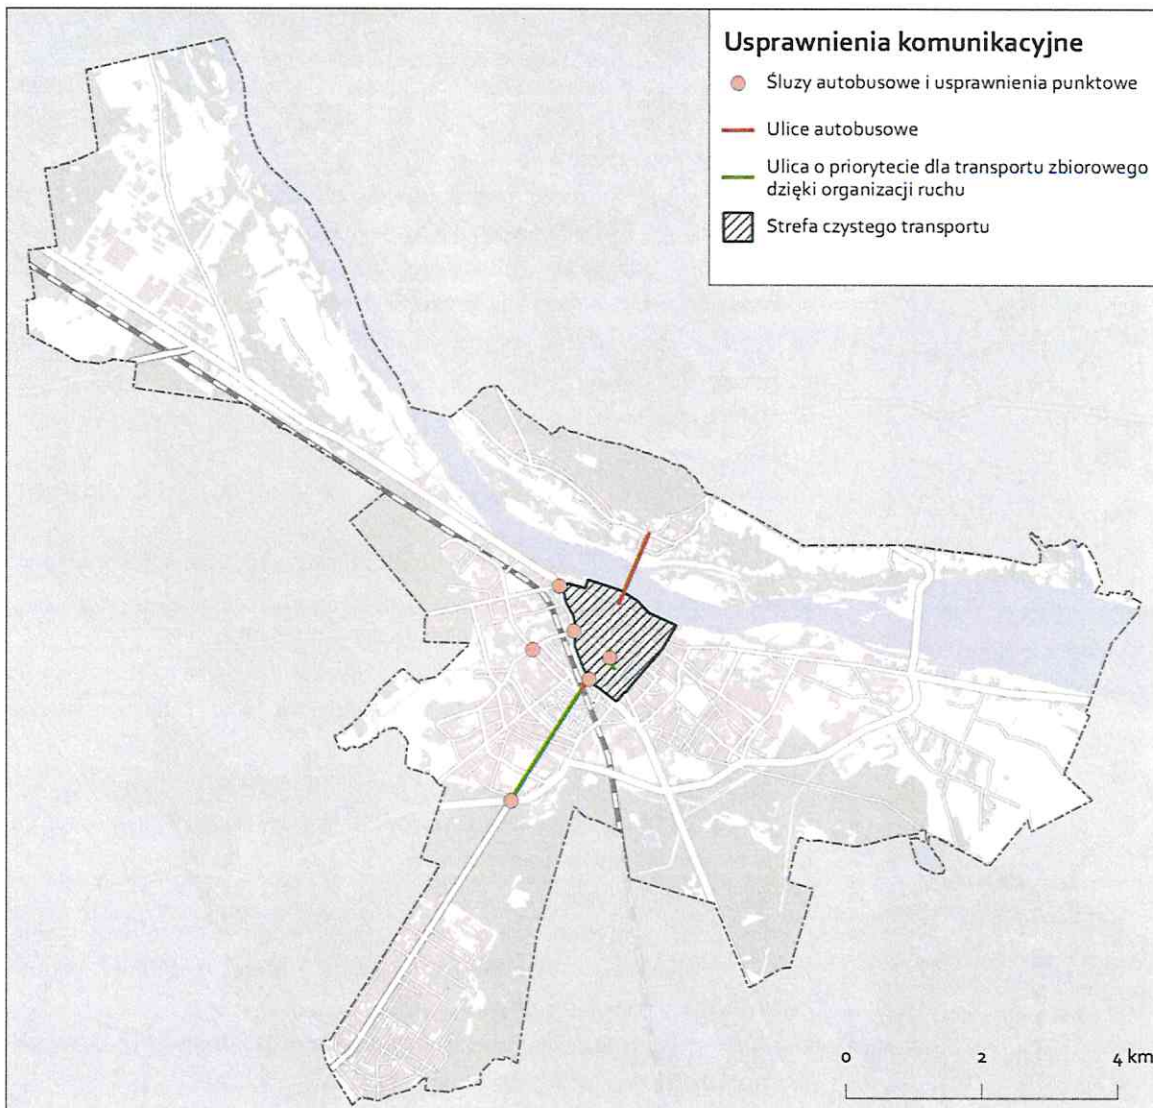 Usprawnienia komunikacyjne
Śluzy autobusowe i usprawnienia punktowe
Ulice autobusowe
Ulica o priorytecie dla transportu zbiorowego
dzięki organizacji ruchu
Strefa czystego transportu
0 2 4 km